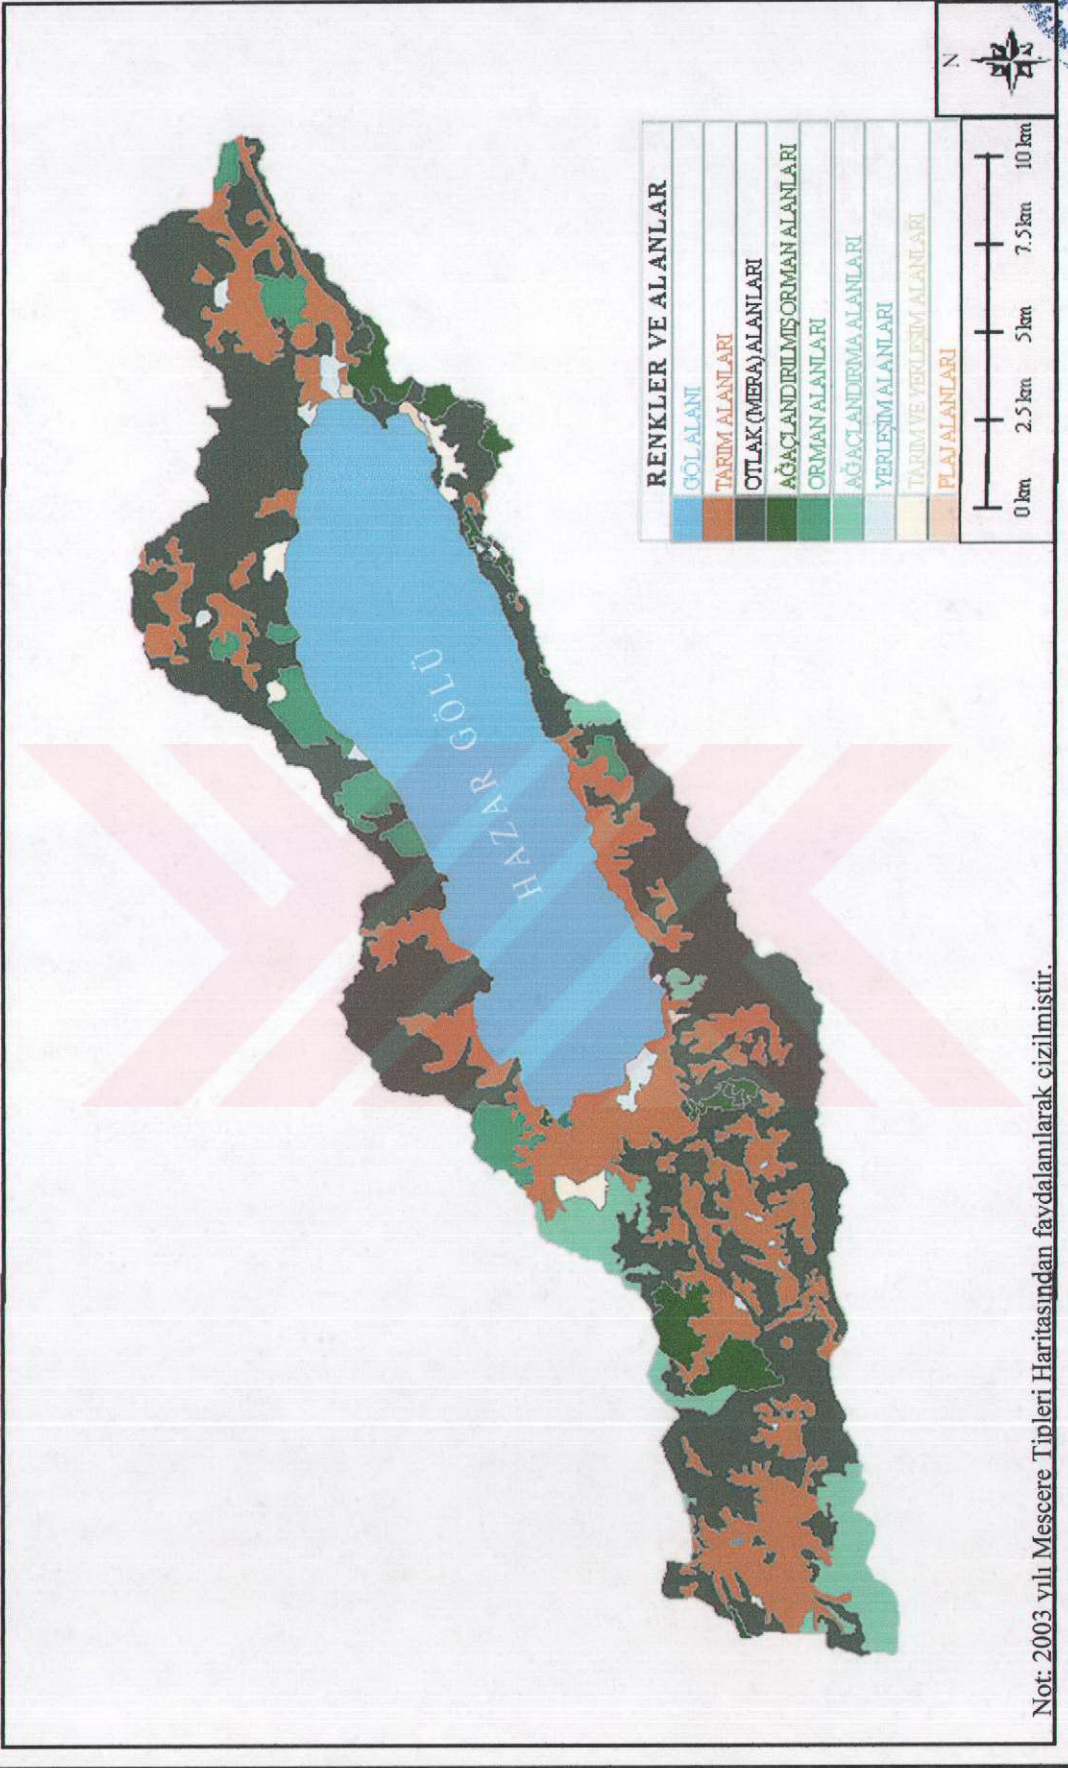 HAZAR GÖLÜ
RENKLER VE ALANLAR
GÖL ALANI
TARIM ALANLARI
OTLAK (MERA) ALANLARI
AĞAÇLANDIRILMIŞ ORMAN ALANLARI
ORMAN ALANLARI
AĞAÇLANDIRMA ALANLARI
YERLEŞİM ALANLARI
TARIM VE YERLEŞİM ALANLARI
PLAJ ALANLARI
0 km 2.5 km 5 km 7.5 km 10 km
N
Not: 2003 yılı Meşcere Tipleri Haritasından faydalanılarak çizilmiştir.